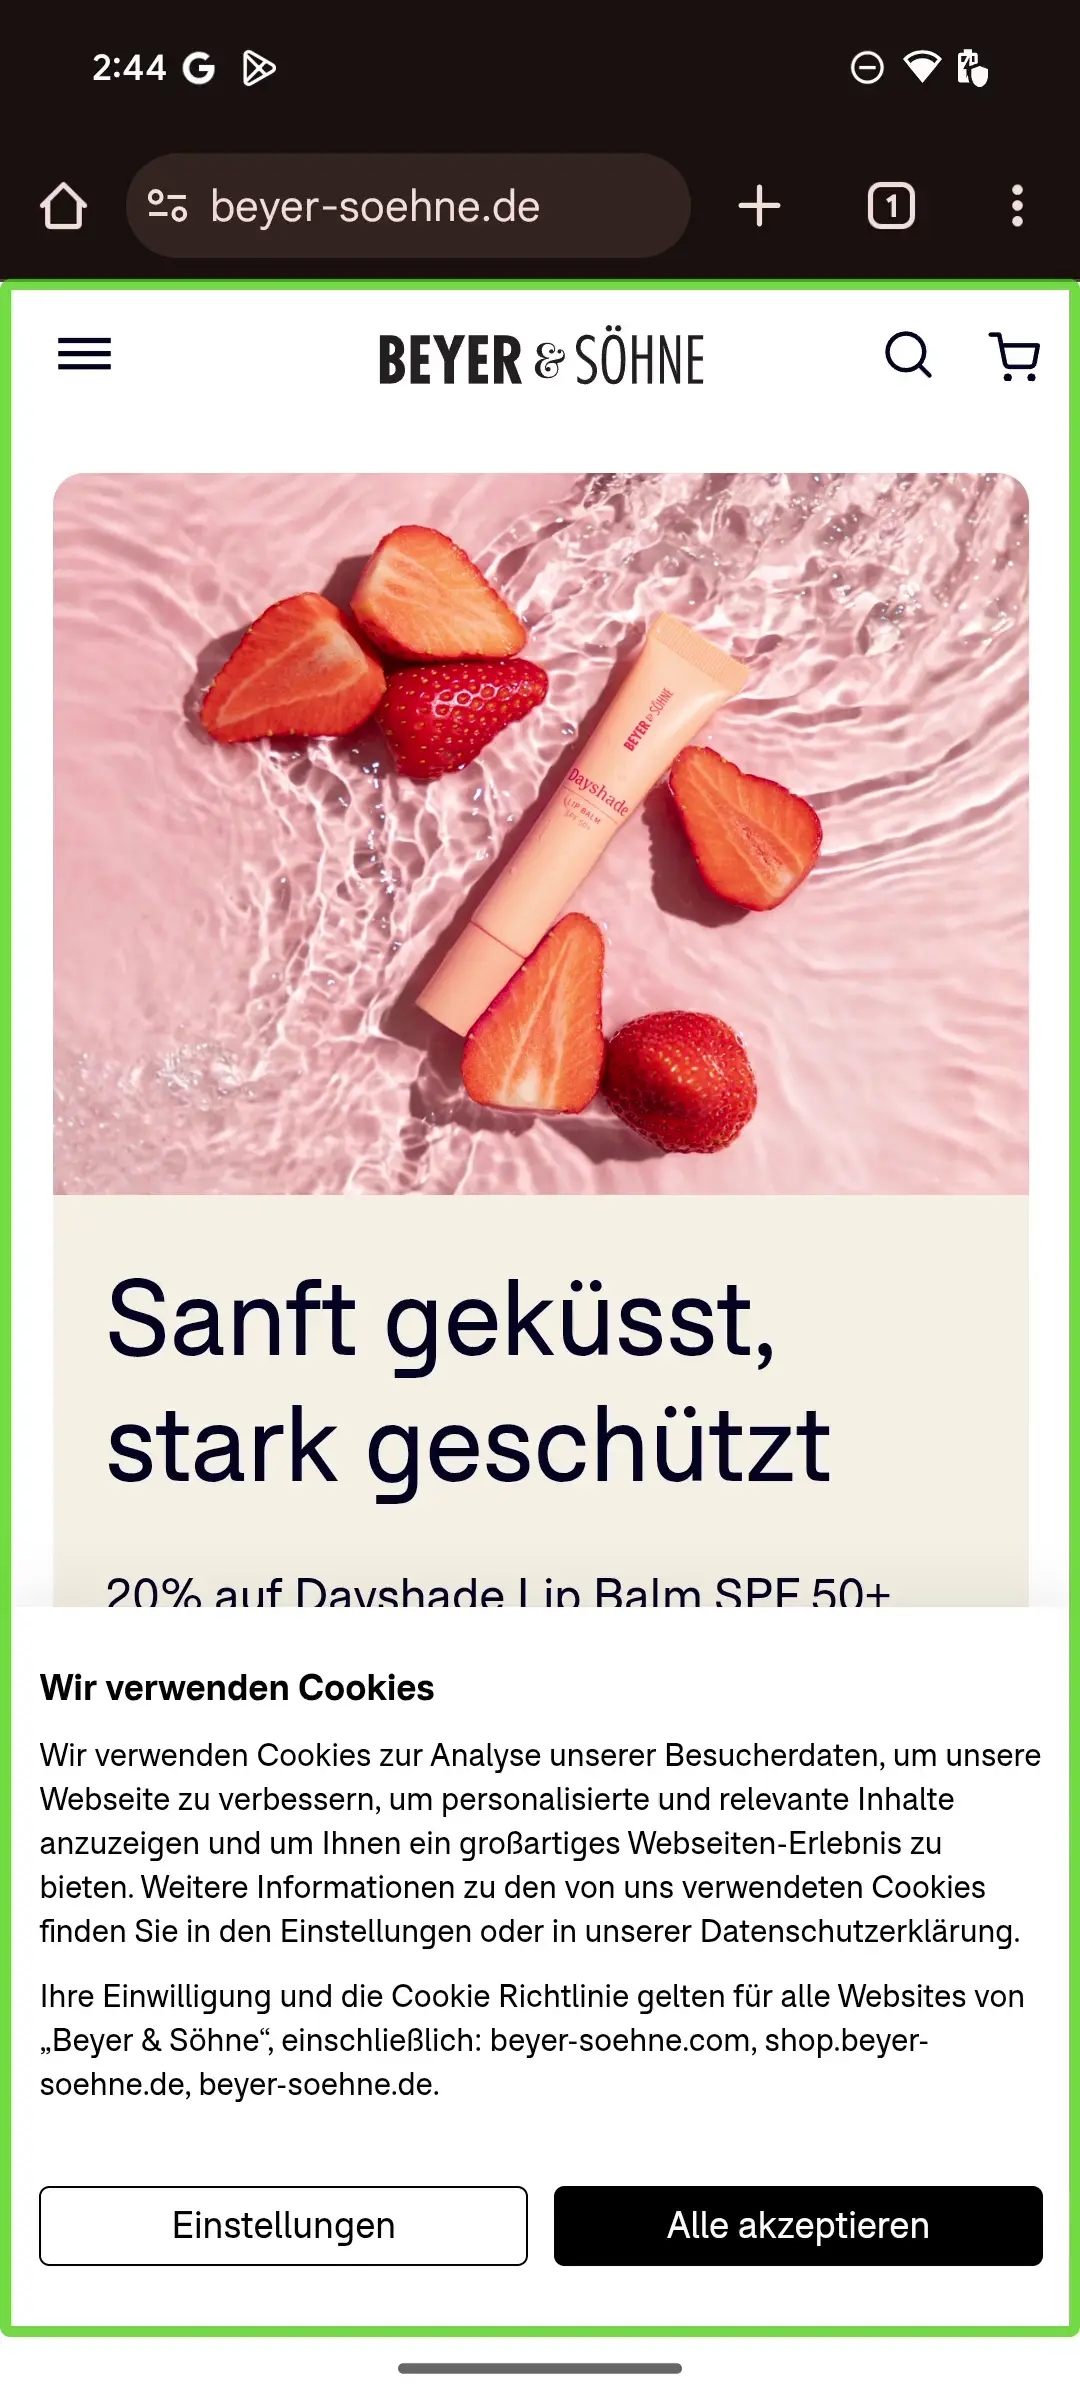 2:44
beyer-soehne.de
1
BEYER & SÖHNE
BEYER & SÖHNE
Dayshade
LIP BALM
SPF 50+
Sanft geküsst,
stark geschützt
20% auf Dayshade Lip Balm SPF 50+
Wir verwenden Cookies
Wir verwenden Cookies zur Analyse unserer Besucherdaten, um unsere
Webseite zu verbessern, um personalisierte und relevante Inhalte
anzuzeigen und um Ihnen ein großartiges Webseiten-Erlebnis zu
bieten. Weitere Informationen zu den von uns verwendeten Cookies
finden Sie in den Einstellungen oder in unserer Datenschutzerklärung.
Ihre Einwilligung und die Cookie Richtlinie gelten für alle Websites von
„Beyer & Söhne“, einschließlich: beyer-soehne.com, shop.beyer-
soehne.de, beyer-soehne.de.
Einstellungen
Alle akzeptieren